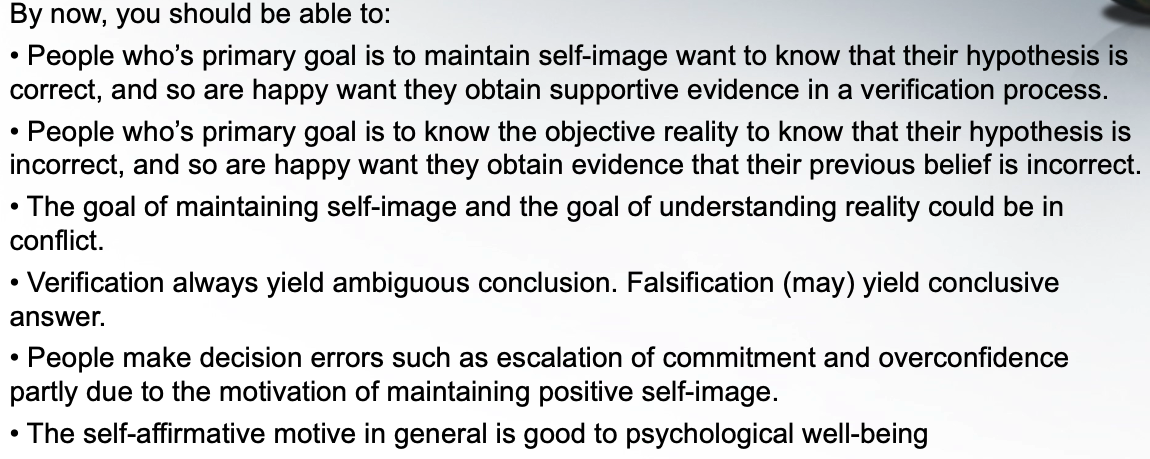 By now, you should be able to:
• People who’s primary goal is to maintain self-image want to know that their hypothesis is
correct, and so are happy want they obtain supportive evidence in a verification process.
• People who’s primary goal is to know the objective reality to know that their hypothesis is
incorrect, and so are happy want they obtain evidence that their previous belief is incorrect.
• The goal of maintaining self-image and the goal of understanding reality could be in
conflict.
• Verification always yield ambiguous conclusion. Falsification (may) yield conclusive
answer.
• People make decision errors such as escalation of commitment and overconfidence
partly due to the motivation of maintaining positive self-image.
• The self-affirmative motive in general is good to psychological well-being